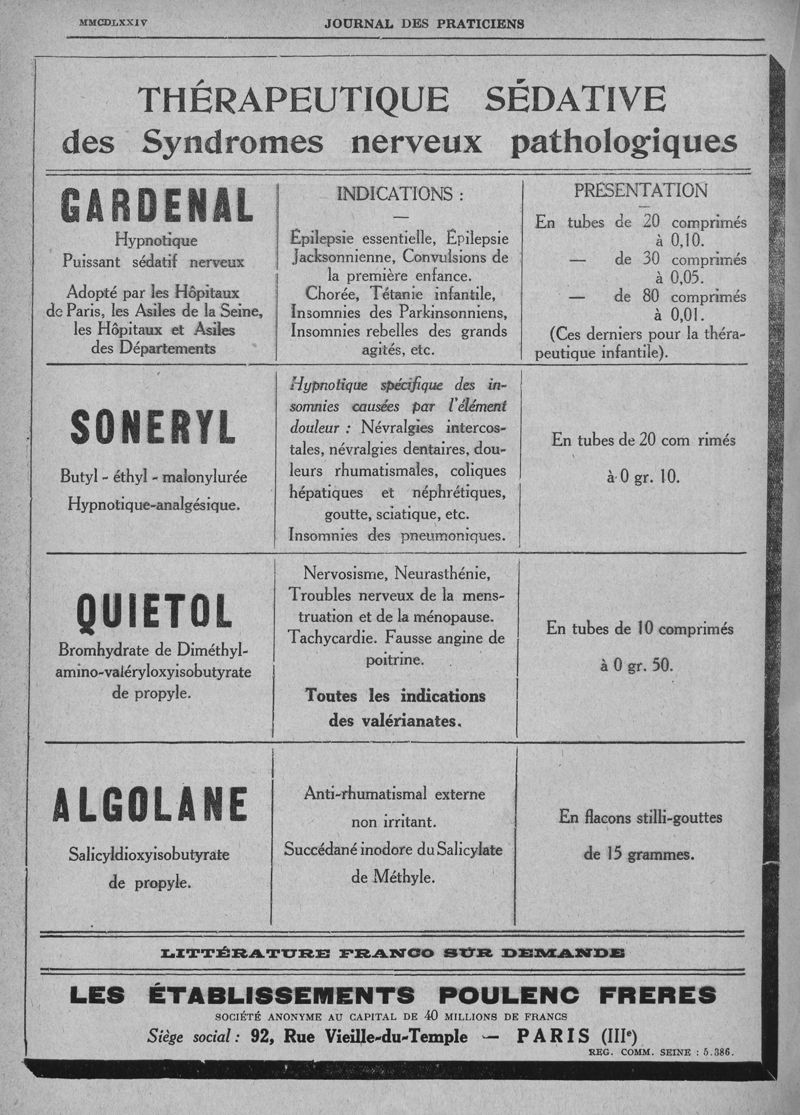 MMCDLXXIV
JOURNAL DES PRATICIENS
THÉRAPEUTIQUE SÉDATIVE
des Syndromes nerveux pathologiques
GARDENAL
Hypnotique
Puissant sédatif nerveux
Adopté par les Hôpitaux
de Paris, les Asiles de la Seine,
les Hôpitaux et Asiles
des Départements
INDICATIONS :
—
Épilepsie essentielle, Épilepsie
Jacksonnienne, Convulsions de
la première enfance.
Chorée, Tétanie infantile,
Insomnies des Parkinsonniens,
Insomnies rebelles des grands
agités, etc.
PRÉSENTATION
—
En tubes de 20 comprimés
à 0,10.
— de 30 comprimés
à 0,05.
— de 80 comprimés
à 0,01.
(Ces derniers pour la théra-
peutique infantile).
SONERYL
Butyl - éthyl - malonylurée
Hypnotique-analgésique.
Hypnotique spécifique des in-
somnies causées par l'élément
douleur : Névralgies intercos-
tales, névralgies dentaires, dou-
leurs rhumatismales, coliques
hépatiques et néphrétiques,
goutte, sciatique, etc.
Insomnies des pneumoniques.
En tubes de 20 com rimés
à 0 gr. 10.
QUIETOL
Bromhydrate de Diméthyl-
amino-valéryloxyisobutyrate
de propyle.
Nervosisme, Neurasthénie,
Troubles nerveux de la mens-
truation et de la ménopause.
Tachycardie. Fausse angine de
poitrine.
Toutes les indications
des valérianates.
En tubes de 10 comprimés
à 0 gr. 50.
ALGOLANE
Salicyldioxyisobutyrate
de propyle.
Anti-rhumatismal externe
non irritant.
Succédané inodore du Salicylate
de Méthyle.
En flacons stilli-gouttes
de 15 grammes.
LITTÉRATURE FRANCO SUR DEMANDE
LES ÉTABLISSEMENTS POULENC FRERES
SOCIÉTÉ ANONYME AU CAPITAL DE 40 MILLIONS DE FRANCS
Siège social : 92, Rue Vieille-du-Temple — PARIS (IIIe)
REG. COMM. SEINE : 5.386.